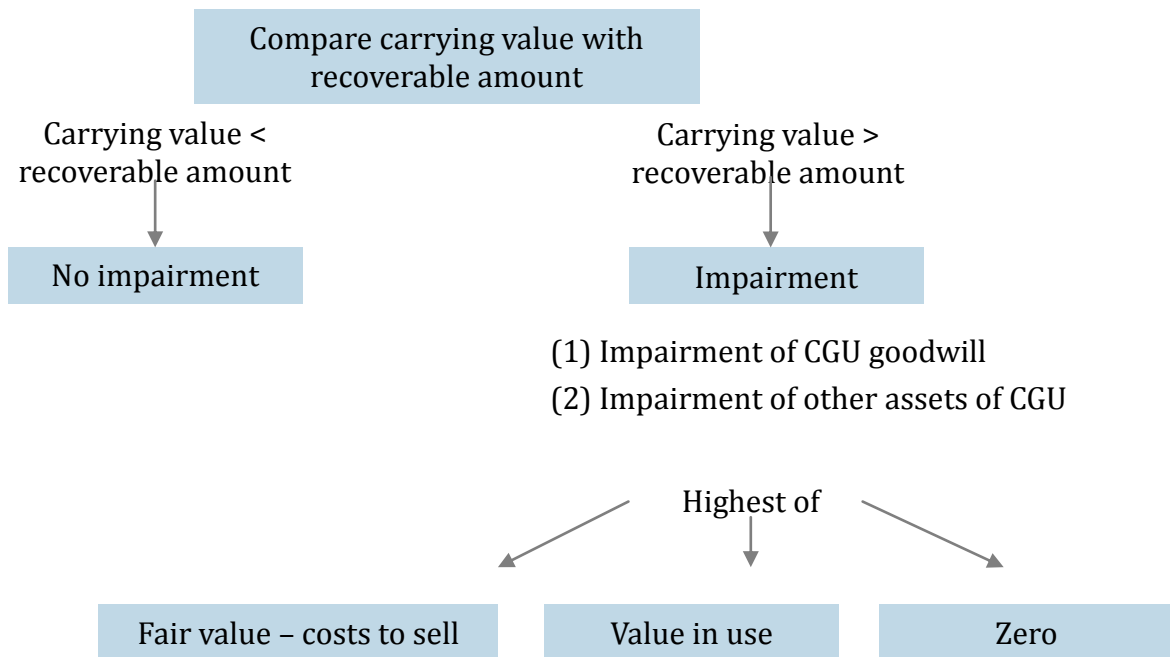 Compare carrying value with
recoverable amount
Carrying value <
recoverable amount
Carrying value >
recoverable amount
No impairment
Impairment
(1) Impairment of CGU goodwill
(2) Impairment of other assets of CGU
Highest of
Fair value – costs to sell
Value in use
Zero